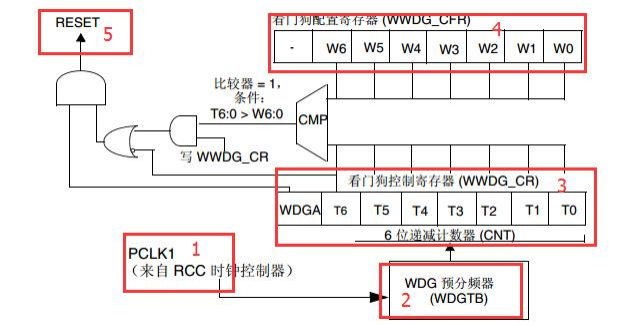 RESET
5
看门狗配置寄存器 (WWDG_CFR)
4
- W6 W5 W4 W3 W2 W1 W0
比较器 = 1,
条件:
T6:0 > W6:0
CMP
写 WWDG_CR
看门狗控制寄存器 (WWDG_CR)
3
WDGA T6 T5 T4 T3 T2 T1 T0
6 位递减计数器 (CNT)
PCLK1
1
(来自 RCC 时钟控制器)
WDG 预分频器
2
(WDGTB)